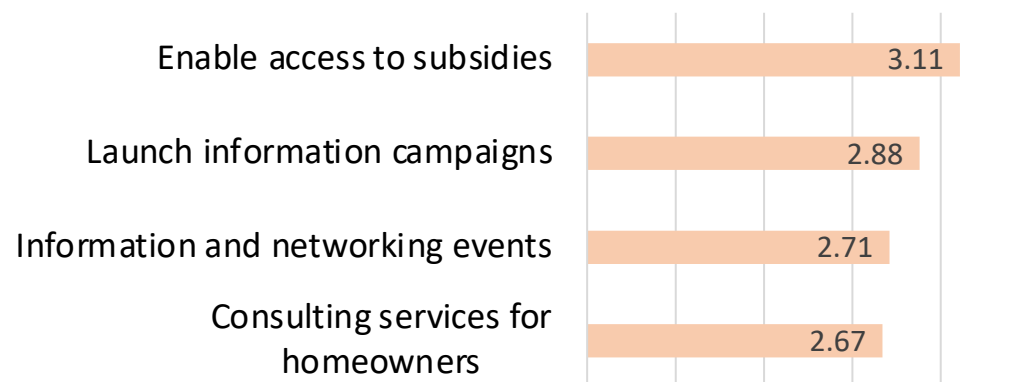 Enable access to subsidies
3.11
Launch information campaigns
2.88
Information and networking events
2.71
Consulting services for
homeowners
2.67